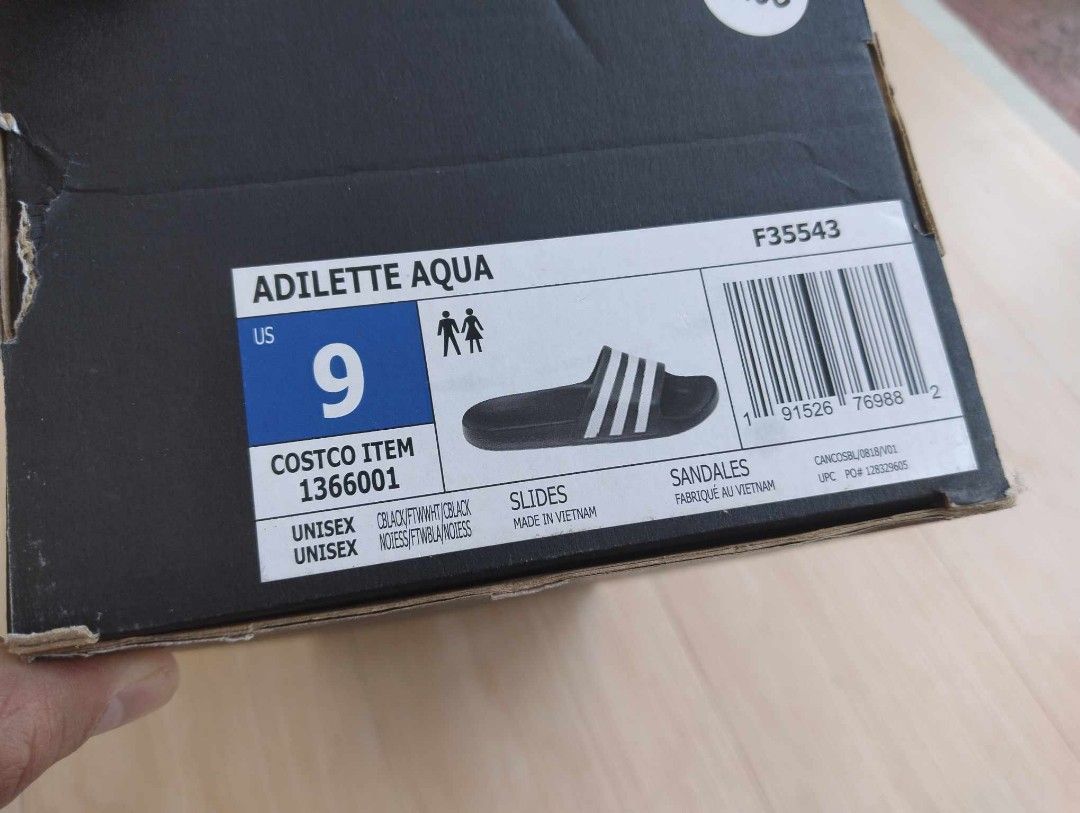 ADILETTE AQUA
F35543
US
9
COSTCO ITEM
1366001
1 91526 76988 2
UNISEX CBLACK/FTWWHT/CBLACK
UNISEX NOIESS/FTWBLA/NOIESS
SLIDES
MADE IN VIETNAM
SANDALES
FABRIQUÉ AU VIETNAM
CANCOSBL/0818/V01
UPC PO# 128329605